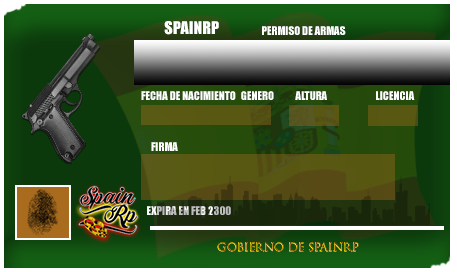 SPAINRP
PERMISO DE ARMAS
FECHA DE NACIMIENTO GENERO ALTURA LICENCIA
FIRMA
Spain
Rp
EXPIRA EN FEB 2300
GOBIERNO DE SPAINRP